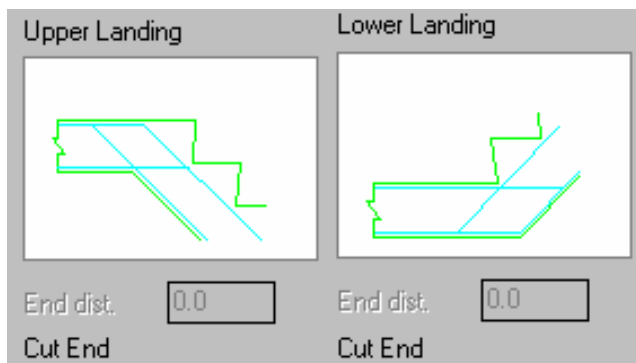 Upper Landing
Lower Landing
End dist. 0.0
End dist. 0.0
Cut End
Cut End